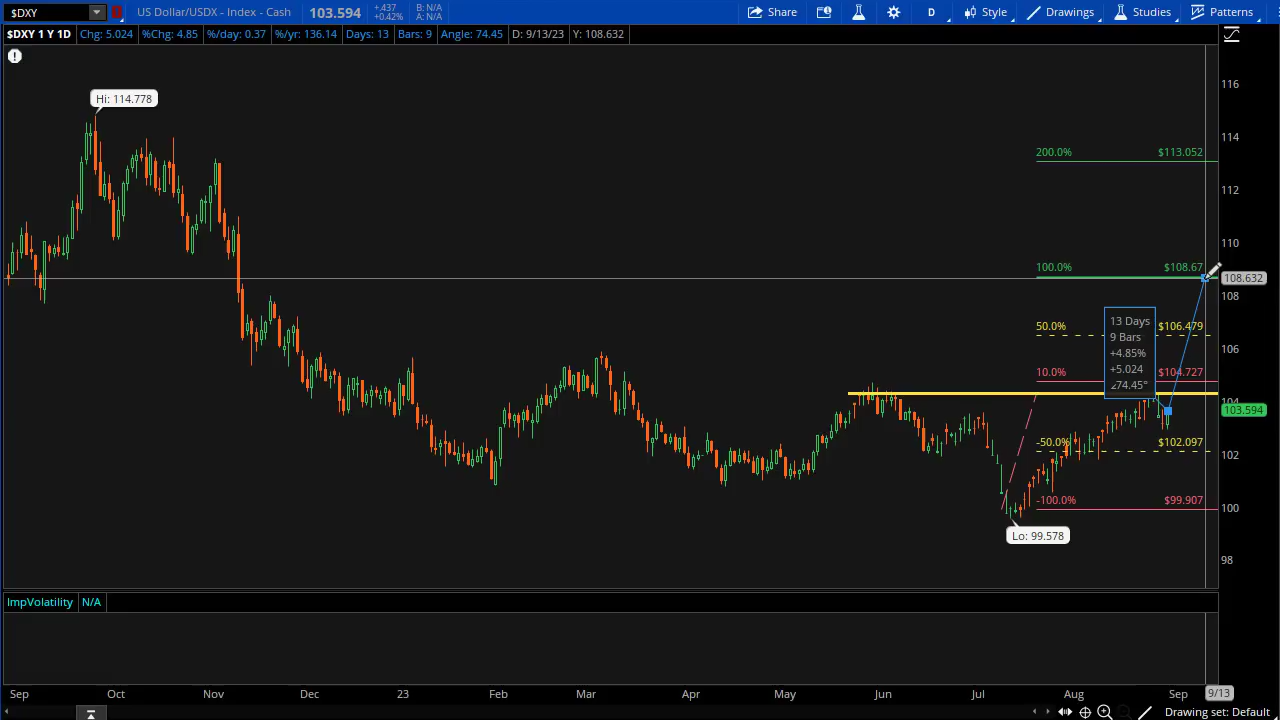 $DXY US Dollar/USDX - Index - Cash 103.594 +.437 +0.42% B: N/A A: N/A Share D Style Drawings Studies Patterns
$DXY 1 Y 1D Chg: 5.024 %Chg: 4.85 %/day: 0.37 %/yr: 136.14 Days: 13 Bars: 9 Angle: 74.45 D: 9/13/23 Y: 108.632
116
Hi: 114.778
114
200.0% $113.052
112
110
100.0% $108.67
108.632
108
13 Days
50.0% $106.479
9 Bars
106
+4.85%
+5.024
10.0% $104.727
∠74.45°
104
103.594
-50.0% $102.097
102
-100.0% $99.907
100
Lo: 99.578
98
ImpVolatility N/A
Sep Oct Nov Dec 23 Feb Mar Apr May Jun Jul Aug Sep 9/13
Drawing set: Default